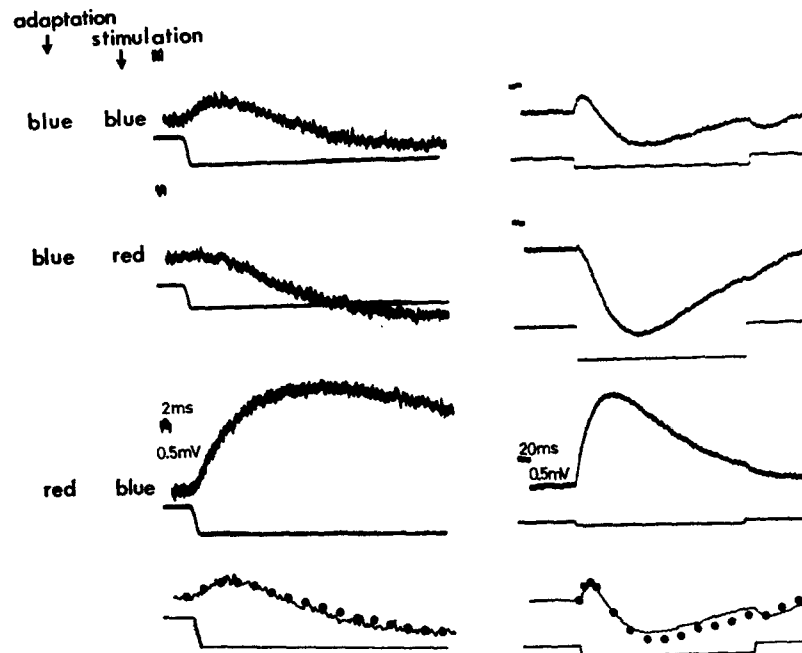 adaptation
stimulation
blue blue
blue red
2ms
0.5mV
20ms
0.5mV
red blue